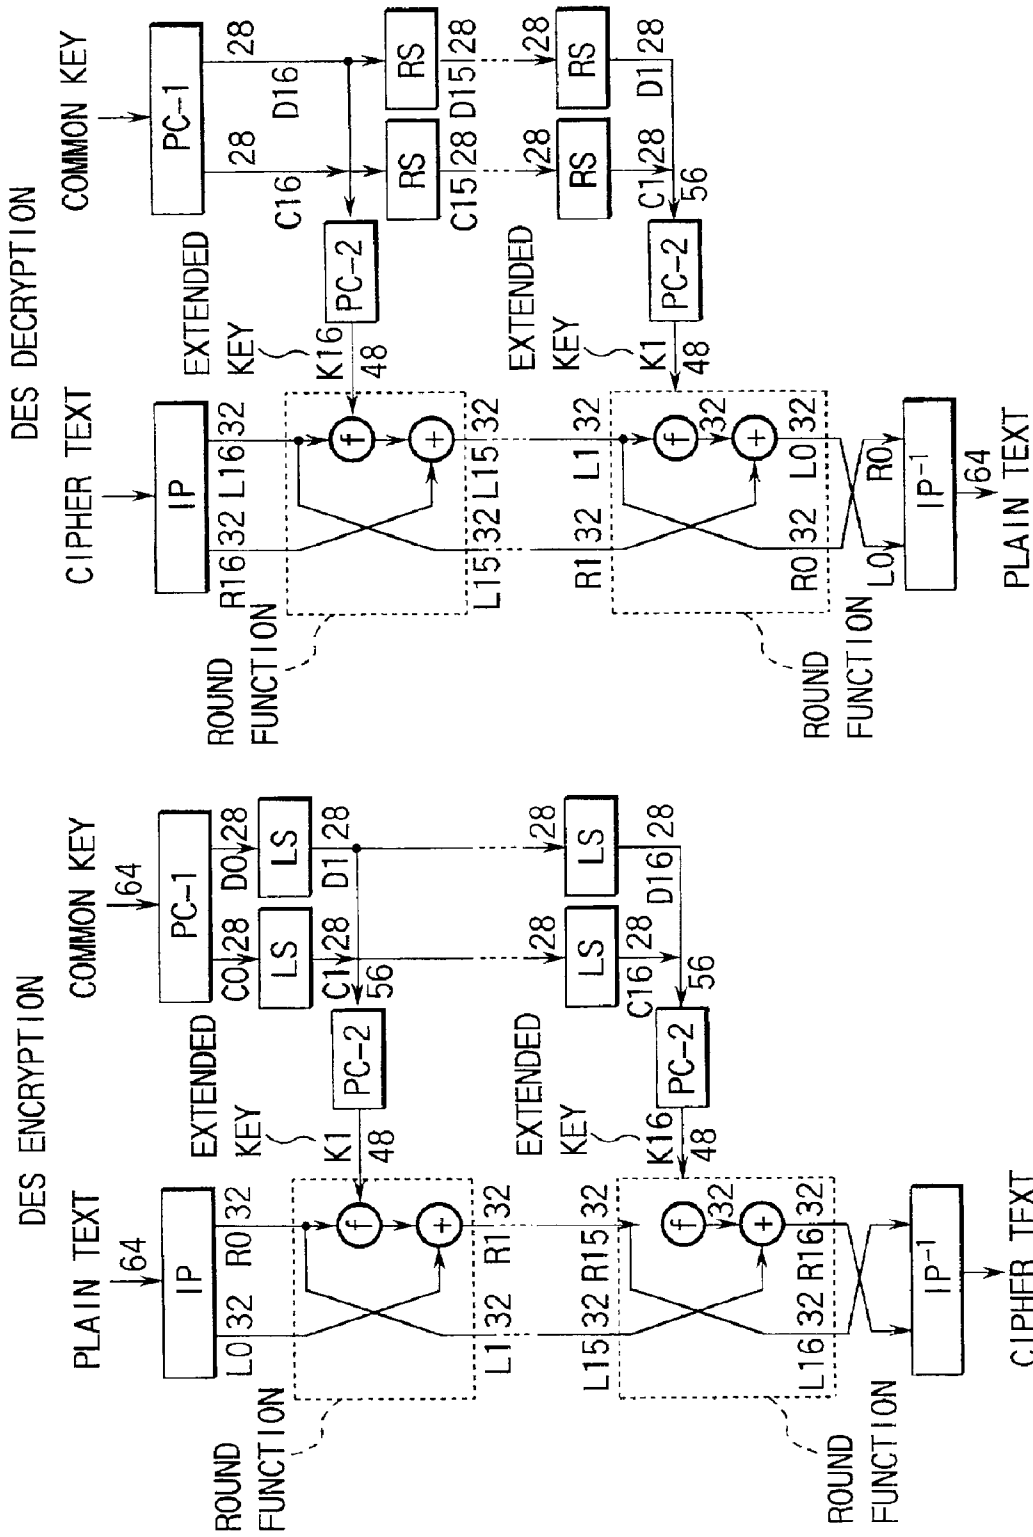 DES ENCRYPTION
PLAIN TEXT
COMMON KEY
64
64
IP
PC-1
L0 32
R0 32
C0 28
D0 28
EXTENDED
KEY
LS
LS
ROUND
FUNCTION
K1
48
PC-2
C1 28
D1 28
56
f
+
L1 32
R1 32
28
28
EXTENDED
KEY
LS
LS
L15 32
R15 32
K16
48
PC-2
C16 28
D16 28
56
f
32
+
L16 32
R16 32
ROUND
FUNCTION
IP-1
CIPHER TEXT
DES DECRYPTION
CIPHER TEXT
COMMON KEY
IP
PC-1
R16 32
L16 32
28
28
C16
D16
EXTENDED
KEY
ROUND
FUNCTION
K16
48
PC-2
f
+
RS
RS
L15 32
L15 32
C15 28
D15 28
28
28
EXTENDED
KEY
RS
RS
R1 32
L1 32
K1
48
PC-2
C1 28
D1 28
56
f
32
+
R0 32
L0 32
ROUND
FUNCTION
L0
R0
IP-1
64
PLAIN TEXT